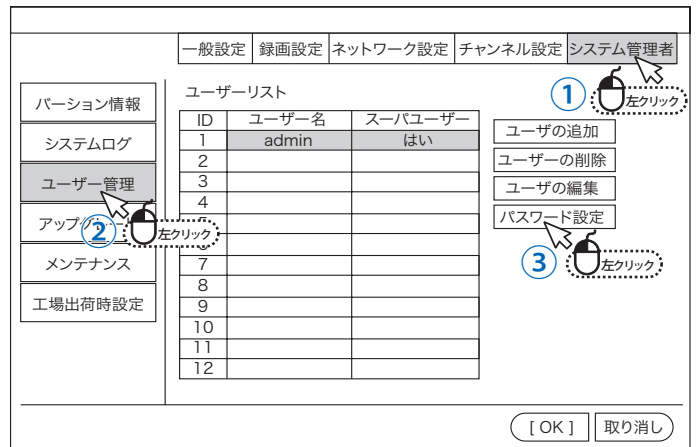 一般設定 録画設定 ネットワーク設定 チャンネル設定 システム管理者
① 左クリック
バージョン情報
システムログ
ユーザー管理
② 左クリック
メンテナンス
工場出荷時設定
ユーザーリスト
ID ユーザー名 スーパユーザー
1 admin はい
2
3
4
7
8
9
10
11
12
ユーザの追加
ユーザーの削除
ユーザの編集
パスワード設定
③ 左クリック
[ OK ] 取り消し